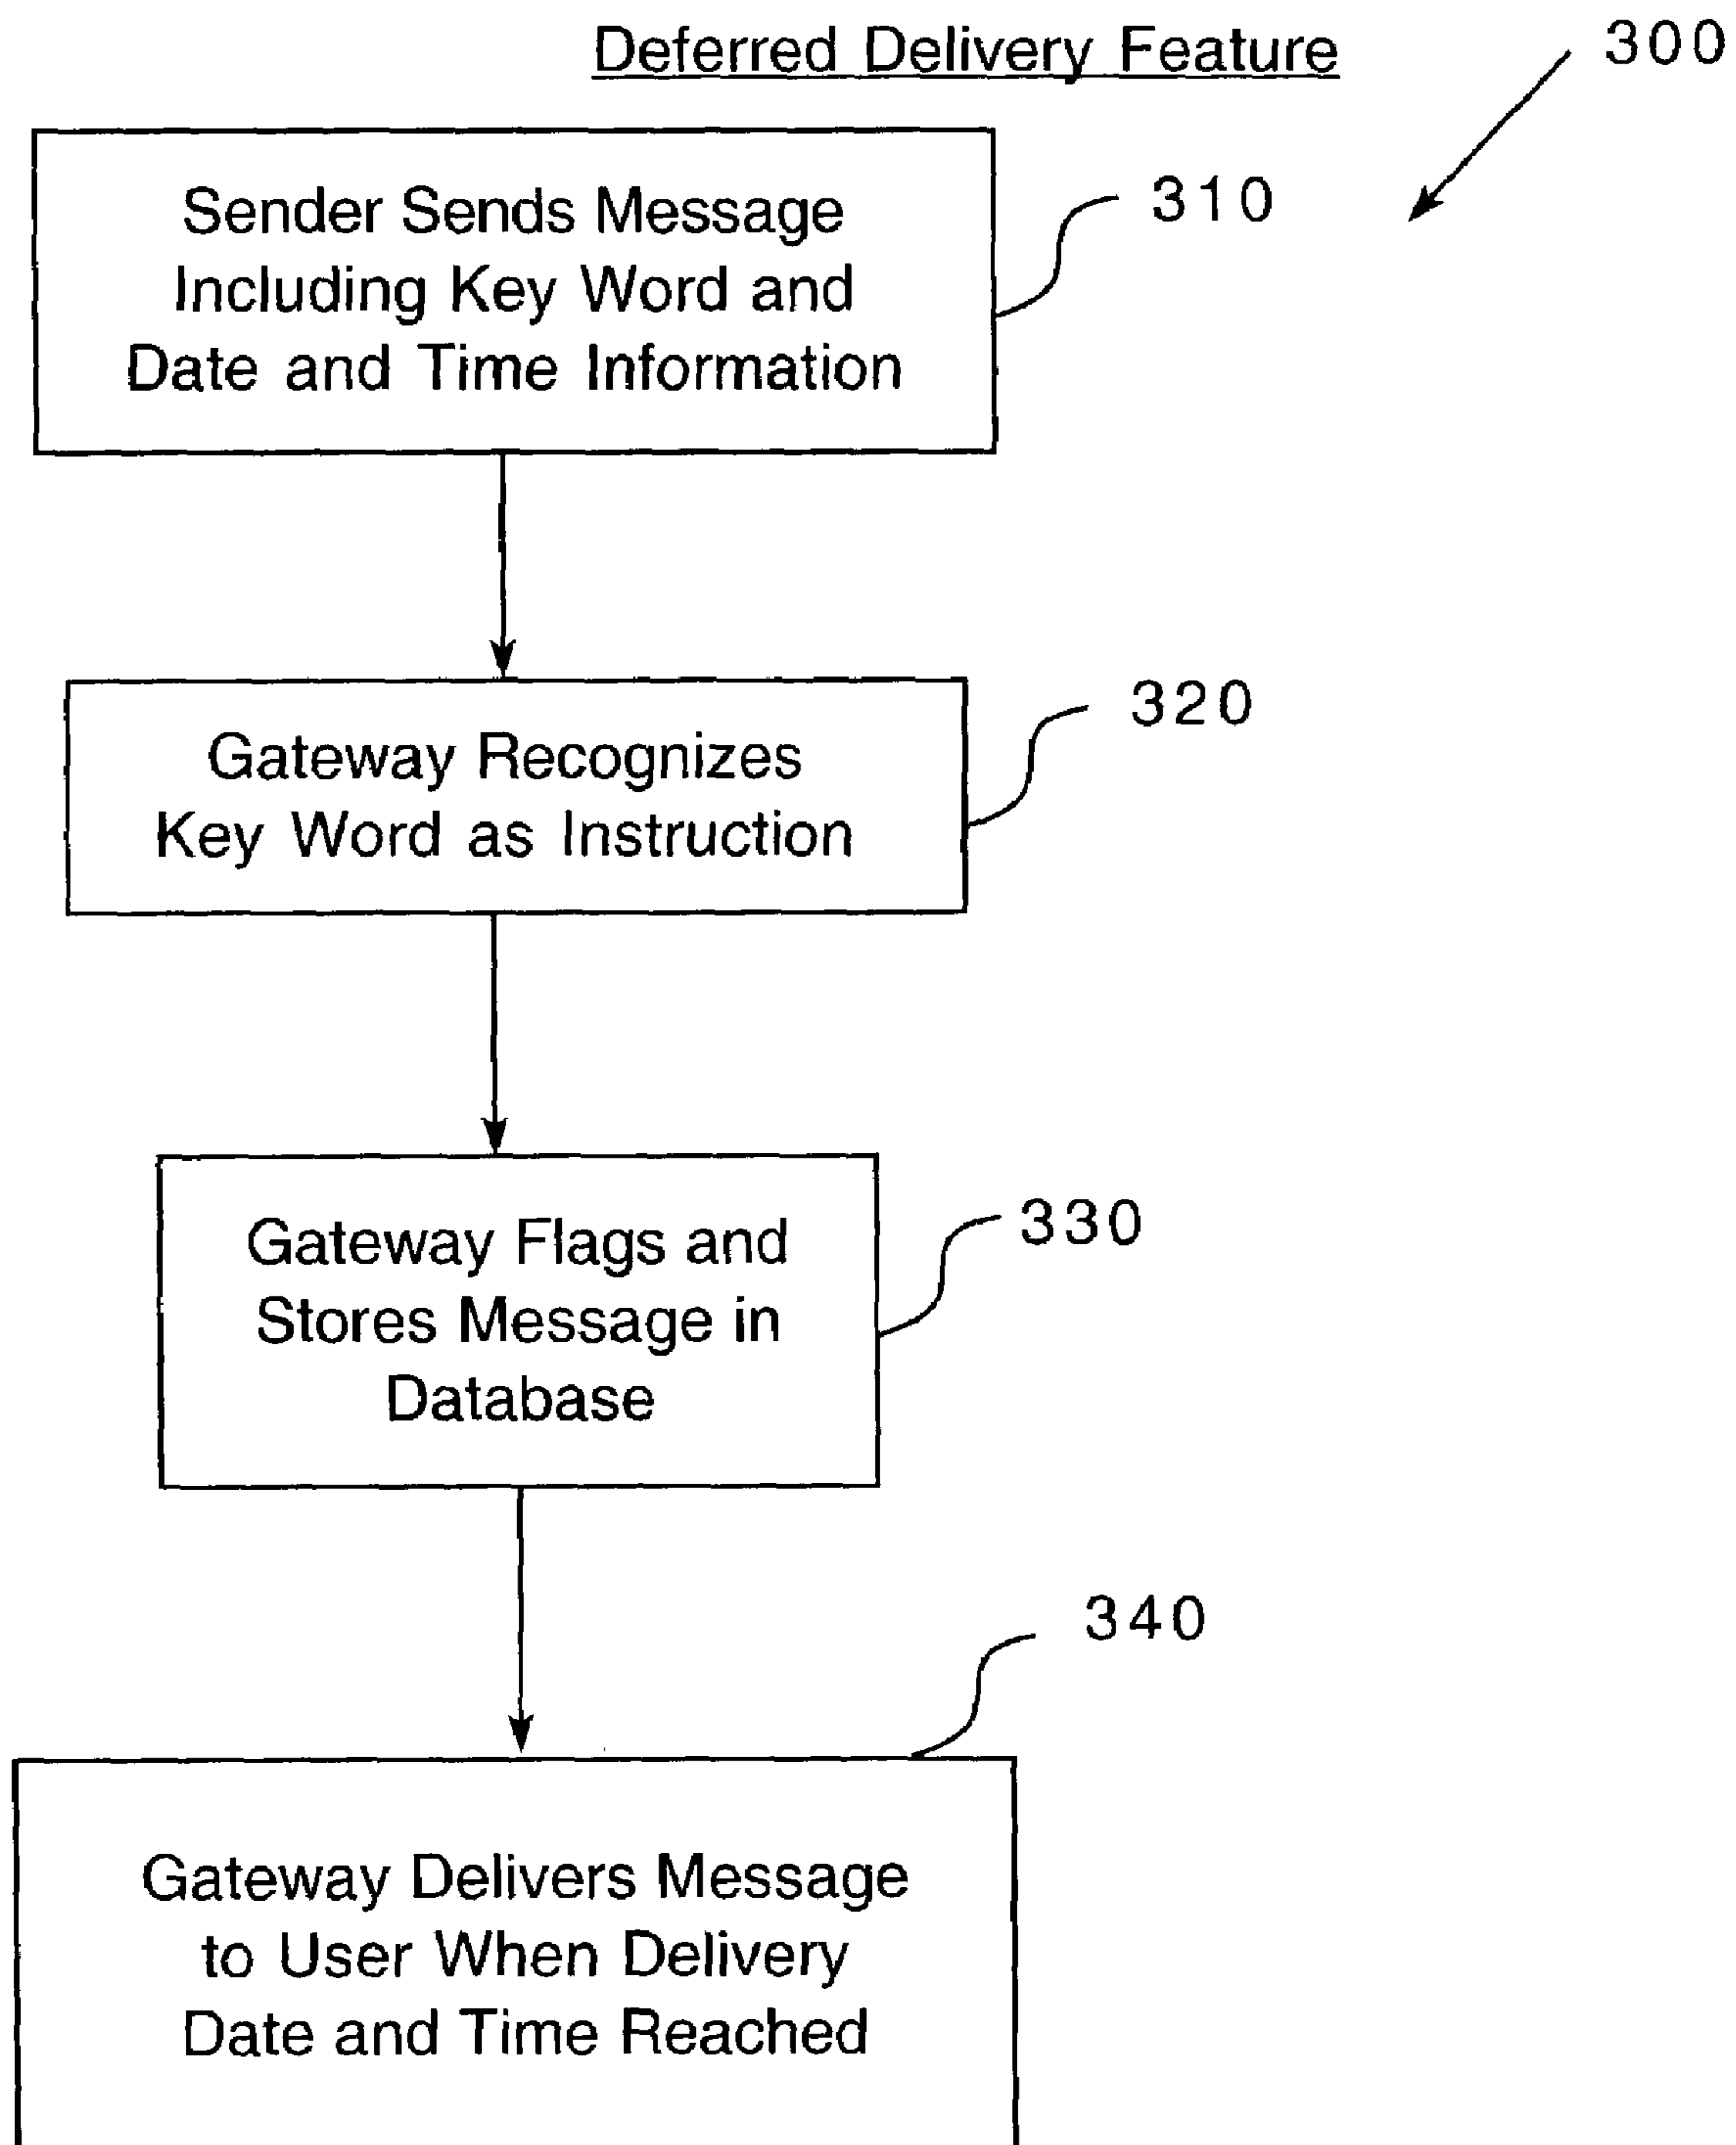 Deferred Delivery Feature
300
Sender Sends Message
Including Key Word and
Date and Time Information
310
Gateway Recognizes
Key Word as Instruction
320
Gateway Flags and
Stores Message in
Database
330
340
Gateway Delivers Message
to User When Delivery
Date and Time Reached